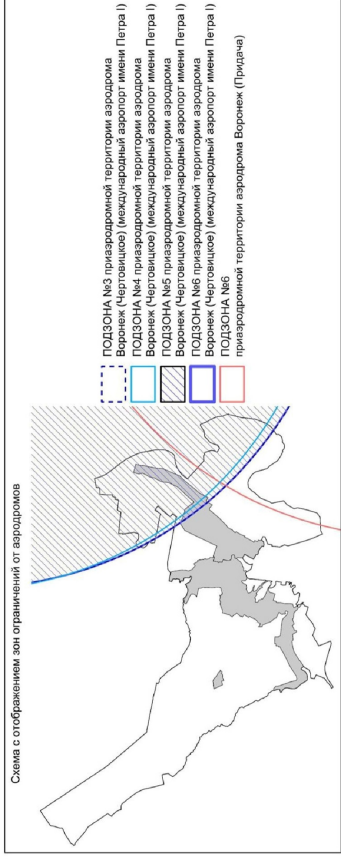 Схема с отображением зон ограничений от аэродромов
ПОДЗОНА №3 приаэродромной территории аэродрома
Воронеж (Чертовицкое) (международный аэропорт имени Петра I)
ПОДЗОНА №4 приаэродромной территории аэродрома
Воронеж (Чертовицкое) (международный аэропорт имени Петра I)
ПОДЗОНА №5 приаэродромной территории аэродрома
Воронеж (Чертовицкое) (международный аэропорт имени Петра I)
ПОДЗОНА №6 приаэродромной территории аэродрома
Воронеж (Чертовицкое) (международный аэропорт имени Петра I)
ПОДЗОНА №6
приаэродромной территории аэродрома Воронеж (Придача)